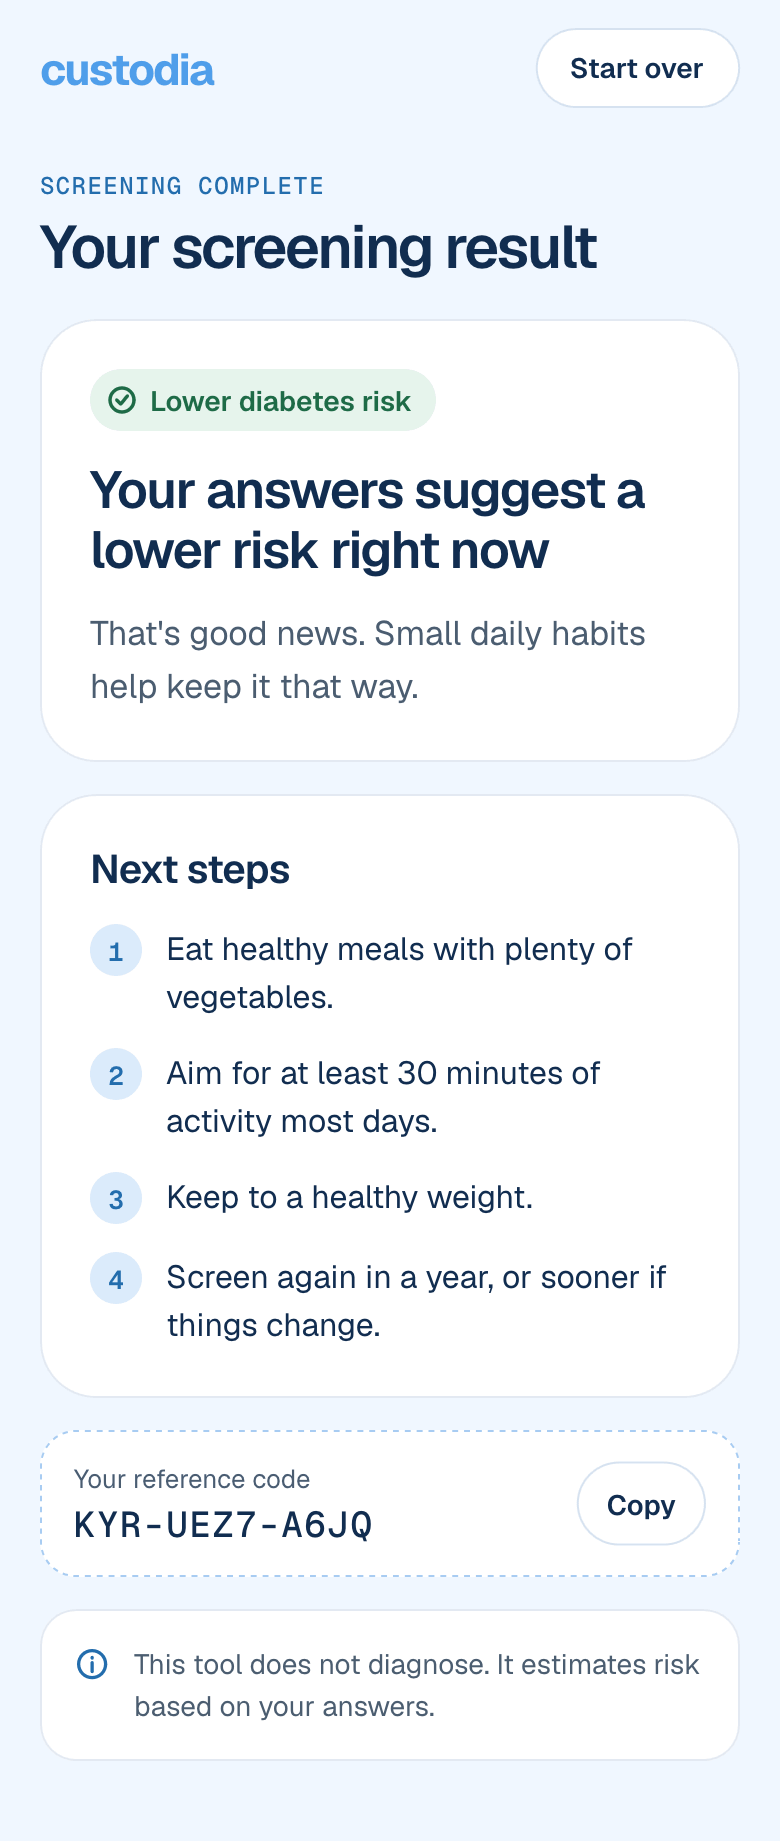 custodia
Start over
SCREENING COMPLETE
Your screening result
Lower diabetes risk
Your answers suggest a
lower risk right now
That's good news. Small daily habits
help keep it that way.
Next steps
1 Eat healthy meals with plenty of
vegetables.
2 Aim for at least 30 minutes of
activity most days.
3 Keep to a healthy weight.
4 Screen again in a year, or sooner if
things change.
Your reference code
KYR-UEZ7-A6JQ
Copy
This tool does not diagnose. It estimates risk
based on your answers.